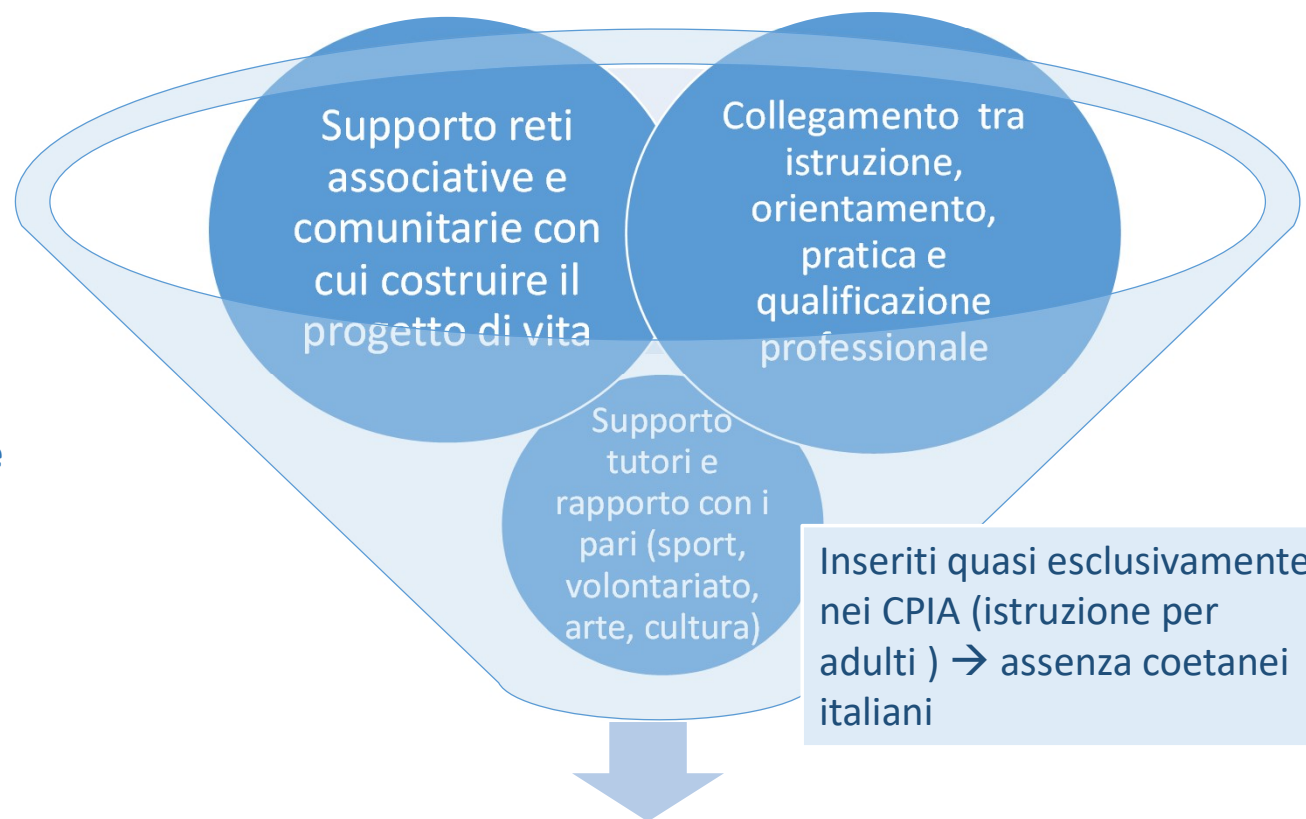 Supporto reti
associative e
comunitarie con
cui costruire il
progetto di vita
Collegamento tra
istruzione,
orientamento,
pratica e
qualificazione
professionale
Supporto
tutori e
rapporto con i
pari (sport,
volontariato,
arte, cultura)
Inseriti quasi esclusivamente
nei CPIA (istruzione per
adulti ) → assenza coetanei
italiani